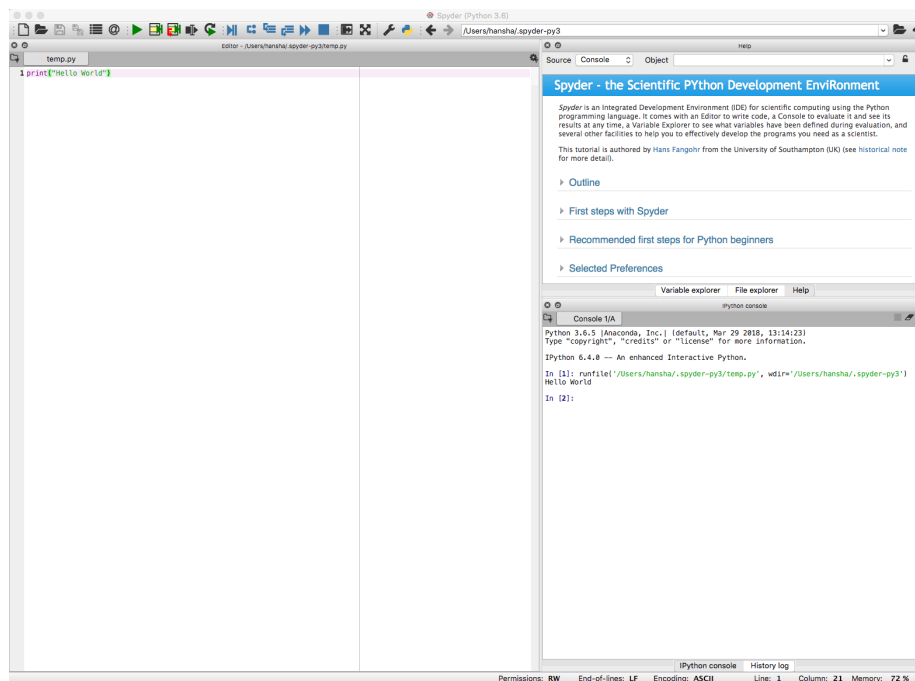 Spyder (Python 3.6)
/Users/hansha/.spyder-py3
Editor - /Users/hansha/.spyder-py3/temp.py
temp.py
1 print("Hello World")
Help
Source Console Object
Spyder - the Scientific PYthon Development EnviRonment
Spyder is an Integrated Development Environment (IDE) for scientific computing using the Python
programming language. It comes with an Editor to write code, a Console to evaluate it and see its
results at any time, a Variable Explorer to see what variables have been defined during evaluation, and
several other facilities to help you to effectively develop the programs you need as a scientist.
This tutorial is authored by Hans Fangohr from the University of Southampton (UK) (see historical note
for more detail).
Outline
First steps with Spyder
Recommended first steps for Python beginners
Selected Preferences
Variable explorer File explorer Help
IPython console
Console 1/A
Python 3.6.5 |Anaconda, Inc.| (default, Mar 29 2018, 13:14:23)
Type "copyright", "credits" or "license" for more information.
IPython 6.4.0 -- An enhanced Interactive Python.
In [1]: runfile('/Users/hansha/.spyder-py3/temp.py', wdir='/Users/hansha/.spyder-py3')
Hello World
In [2]:
IPython console History log
Permissions: RW End-of-lines: LF Encoding: ASCII Line: 1 Column: 21 Memory: 72 %